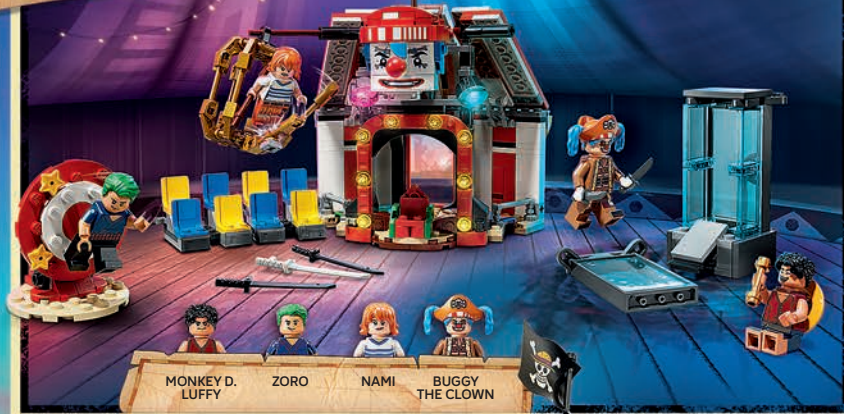 MONKEY D.
LUFFY
ZORO
NAMI
BUGGY
THE CLOWN